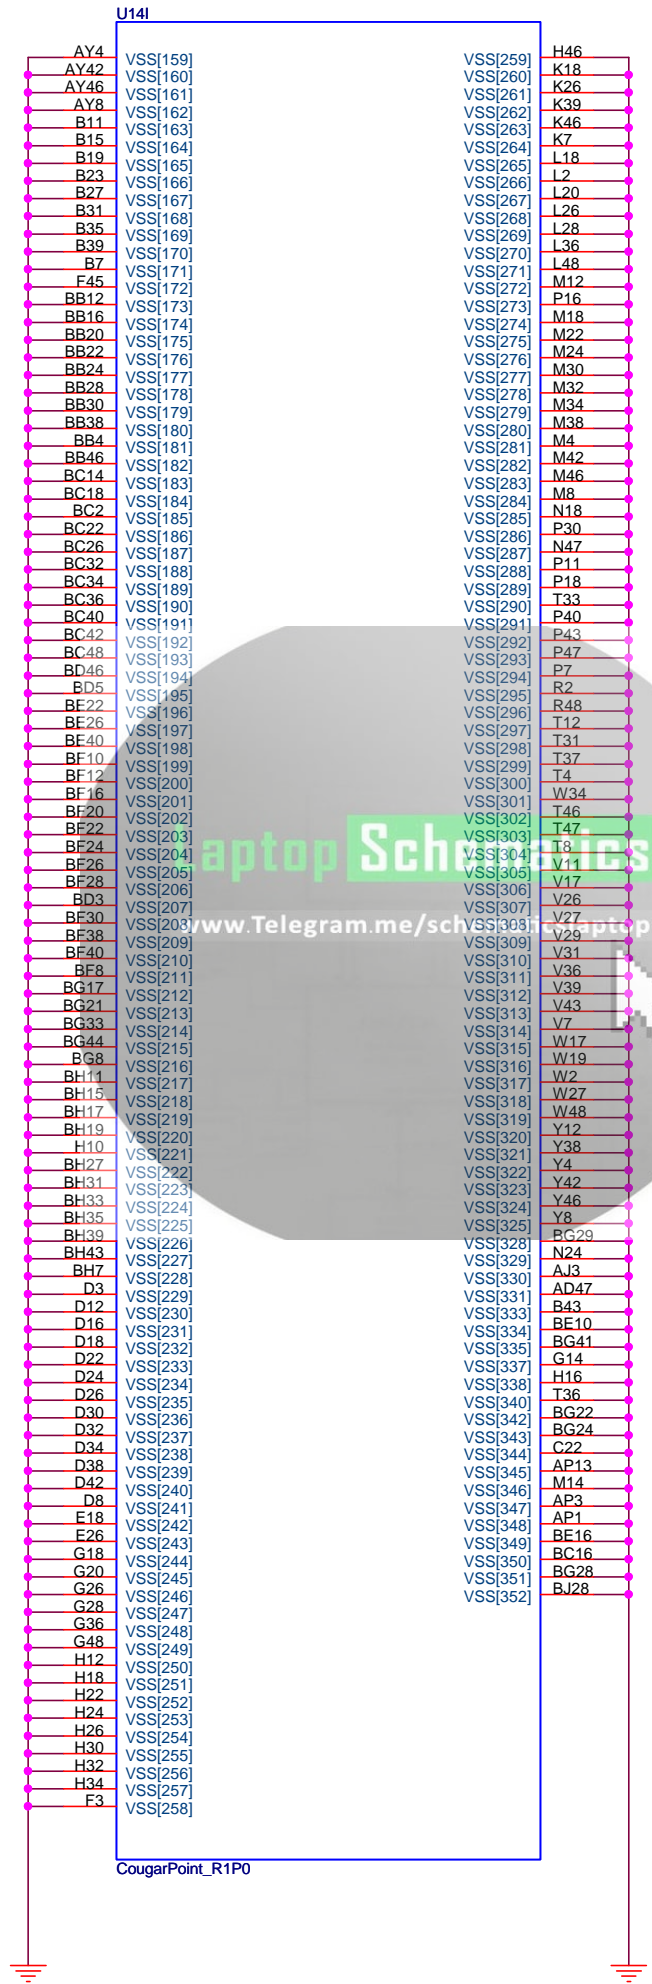 U14I
AY4 VSS[159] VSS[259] H46
AY42 VSS[160] VSS[260] K18
AY46 VSS[161] VSS[261] K26
AY8 VSS[162] VSS[262] K39
B11 VSS[163] VSS[263] K46
B15 VSS[164] VSS[264] K7
B19 VSS[165] VSS[265] L18
B23 VSS[166] VSS[266] L2
B27 VSS[167] VSS[267] L20
B31 VSS[168] VSS[268] L26
B35 VSS[169] VSS[269] L28
B39 VSS[170] VSS[270] L36
B7 VSS[171] VSS[271] L48
F45 VSS[172] VSS[272] M12
BB12 VSS[173] VSS[273] P16
BB16 VSS[174] VSS[274] M18
BB20 VSS[175] VSS[275] M22
BB22 VSS[176] VSS[276] M24
BB24 VSS[177] VSS[277] M30
BB28 VSS[178] VSS[278] M32
BB30 VSS[179] VSS[279] M34
BB38 VSS[180] VSS[280] M38
BB4 VSS[181] VSS[281] M4
BB46 VSS[182] VSS[282] M42
BC14 VSS[183] VSS[283] M46
BC18 VSS[184] VSS[284] M8
BC2 VSS[185] VSS[285] N18
BC22 VSS[186] VSS[286] P30
BC26 VSS[187] VSS[287] N47
BC32 VSS[188] VSS[288] P11
BC34 VSS[189] VSS[289] P18
BC36 VSS[190] VSS[290] T33
BC40 VSS[191] VSS[291] P40
BC42 VSS[192] VSS[292] P43
BC48 VSS[193] VSS[293] P47
BD46 VSS[194] VSS[294] P7
BD5 VSS[195] VSS[295] R2
BE22 VSS[196] VSS[296] R48
BE26 VSS[197] VSS[297] T12
BE40 VSS[198] VSS[298] T31
BF10 VSS[199] VSS[299] T37
BF12 VSS[200] VSS[300] T4
BF16 VSS[201] VSS[301] W34
BF20 VSS[202] VSS[302] T46
BF22 VSS[203] VSS[303] T47
BF24 VSS[204] VSS[304] T8
Laptop Schematics
BF26 VSS[205] VSS[305] V11
BF28 VSS[206] VSS[306] V17
BD3 VSS[207] VSS[307] V26
BF30 VSS[208] VSS[308] V27
www.Telegram.me/schematicslaptop
BF38 VSS[209] VSS[309] V29
BF40 VSS[210] VSS[310] V31
BF8 VSS[211] VSS[311] V36
BG17 VSS[212] VSS[312] V39
BG21 VSS[213] VSS[313] V43
BG33 VSS[214] VSS[314] V7
BG44 VSS[215] VSS[315] W17
BG8 VSS[216] VSS[316] W19
BH11 VSS[217] VSS[317] W2
BH15 VSS[218] VSS[318] W27
BH17 VSS[219] VSS[319] W48
BH19 VSS[220] VSS[320] Y12
H10 VSS[221] VSS[321] Y38
BH27 VSS[222] VSS[322] Y4
BH31 VSS[223] VSS[323] Y42
BH33 VSS[224] VSS[324] Y46
BH35 VSS[225] VSS[325] Y8
BH39 VSS[226] VSS[328] BG29
BH43 VSS[227] VSS[329] N24
BH7 VSS[228] VSS[330] AJ3
D3 VSS[229] VSS[331] AD47
D12 VSS[230] VSS[333] B43
D16 VSS[231] VSS[334] BE10
D18 VSS[232] VSS[335] BG41
D22 VSS[233] VSS[337] G14
D24 VSS[234] VSS[338] H16
D26 VSS[235] VSS[340] T36
D30 VSS[236] VSS[342] BG22
D32 VSS[237] VSS[343] BG24
D34 VSS[238] VSS[344] C22
D38 VSS[239] VSS[345] AP13
D42 VSS[240] VSS[346] M14
D8 VSS[241] VSS[347] AP3
E18 VSS[242] VSS[348] AP1
E26 VSS[243] VSS[349] BE16
G18 VSS[244] VSS[350] BC16
G20 VSS[245] VSS[351] BG28
G26 VSS[246] VSS[352] BJ28
G28 VSS[247]
G36 VSS[248]
G48 VSS[249]
H12 VSS[250]
H18 VSS[251]
H22 VSS[252]
H24 VSS[253]
H26 VSS[254]
H30 VSS[255]
H32 VSS[256]
H34 VSS[257]
F3 VSS[258]
CougarPoint_R1P0